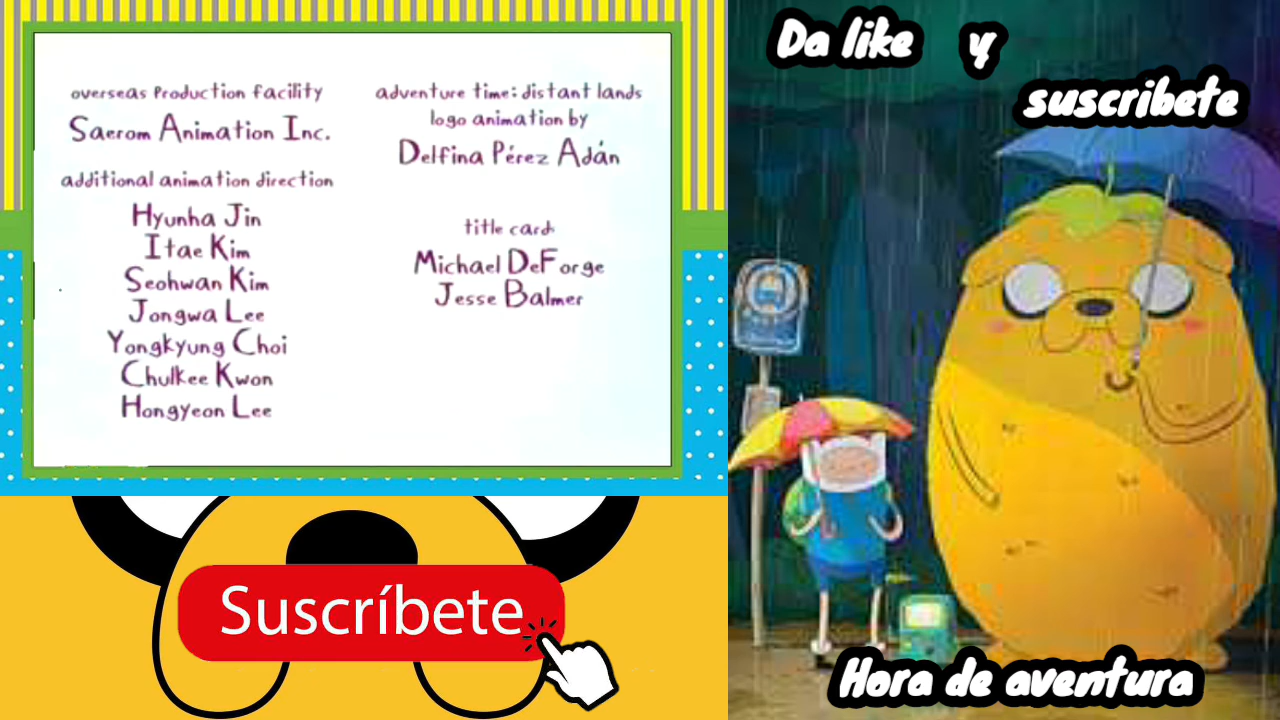 overseas production facility
Saerom Animation Inc.
additional animation direction
Hyunha Jin
Itae Kim
Seohwan Kim
Jongwa Lee
Yongkyung Choi
Chulkee Kwon
Hongyeon Lee
adventure time: distant lands
logo animation by
Delfina Pérez Adán
title card
Michael DeForge
Jesse Balmer
Suscríbete
Da like y
suscribete
Hora de aventura